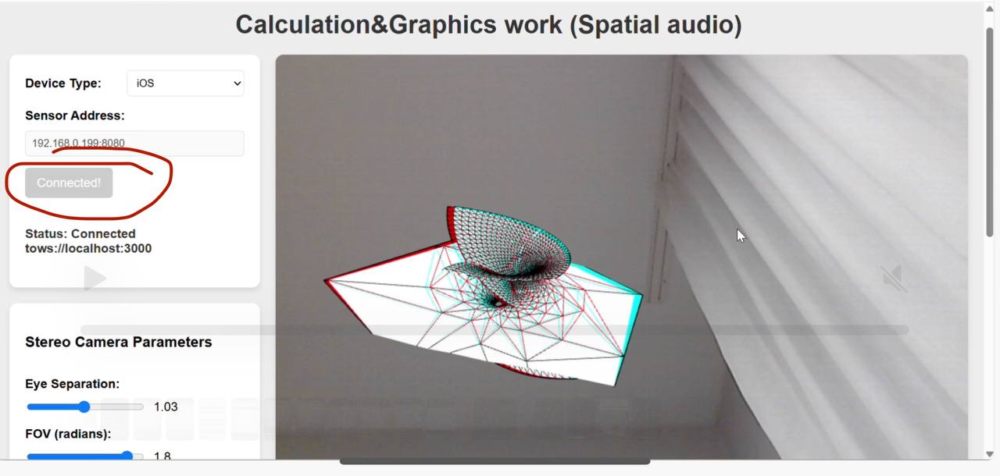 Calculation&Graphics work (Spatial audio)
Device Type:
iOS
Sensor Address:
192.168.0.199:8080
Connected!
Status: Connected
tows://localhost:3000
Stereo Camera Parameters
Eye Separation:
1.03
FOV (radians):
1.8